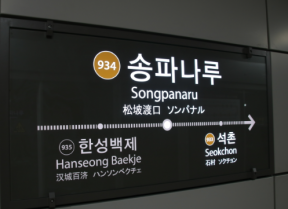 934 송파나루
Songpanaru
松坡渡口 ソンパナル
935 한성백제
Hanseong Baekje
汉城百济 ハンソンベクチェ
933 석촌
Seokchon
石村 ソクチョン